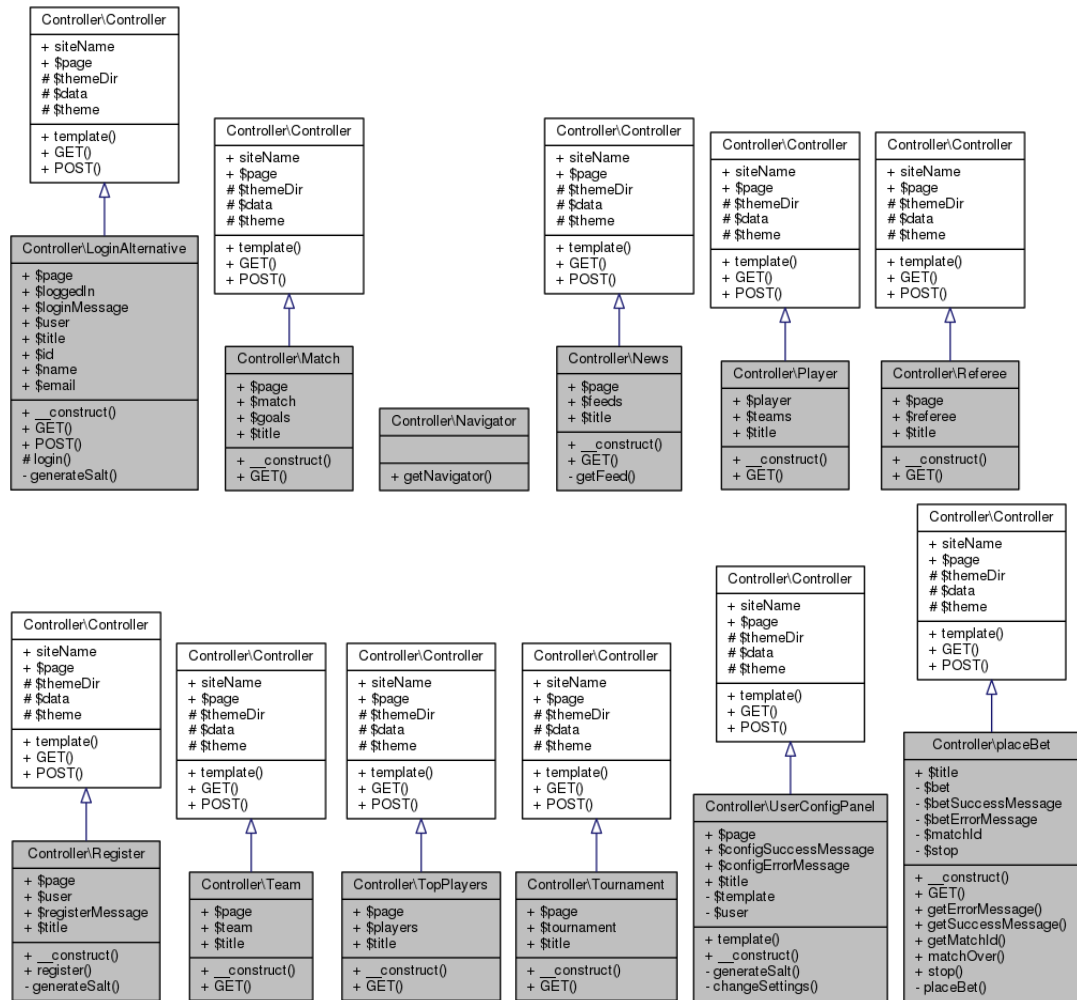 Controller\Controller
+ siteName
+ $page
# $themeDir
# $data
# $theme
+ template()
+ GET()
+ POST()
Controller\LoginAlternative
+ $page
+ $loggedIn
+ $loginMessage
+ $user
+ $title
+ $id
+ $name
+ $email
+ __construct()
+ GET()
+ POST()
# login()
- generateSalt()
Controller\Controller
+ siteName
+ $page
# $themeDir
# $data
# $theme
+ template()
+ GET()
+ POST()
Controller\Match
+ $page
+ $match
+ $goals
+ $title
+ __construct()
+ GET()
Controller\Navigator
+ getNavigator()
Controller\Controller
+ siteName
+ $page
# $themeDir
# $data
# $theme
+ template()
+ GET()
+ POST()
Controller\News
+ $page
+ $feeds
+ $title
+ __construct()
+ GET()
- getFeed()
Controller\Controller
+ siteName
+ $page
# $themeDir
# $data
# $theme
+ template()
+ GET()
+ POST()
Controller\Player
+ $player
+ $teams
+ $title
+ __construct()
+ GET()
Controller\Controller
+ siteName
+ $page
# $themeDir
# $data
# $theme
+ template()
+ GET()
+ POST()
Controller\Referee
+ $page
+ $referee
+ $title
+ __construct()
+ GET()
Controller\Controller
+ siteName
+ $page
# $themeDir
# $data
# $theme
+ template()
+ GET()
+ POST()
Controller\Register
+ $page
+ $user
+ $registerMessage
+ $title
+ __construct()
+ register()
- generateSalt()
Controller\Controller
+ siteName
+ $page
# $themeDir
# $data
# $theme
+ template()
+ GET()
+ POST()
Controller\Team
+ $page
+ $team
+ $title
+ __construct()
+ GET()
Controller\Controller
+ siteName
+ $page
# $themeDir
# $data
# $theme
+ template()
+ GET()
+ POST()
Controller\TopPlayers
+ $page
+ $players
+ $title
+ __construct()
+ GET()
Controller\Controller
+ siteName
+ $page
# $themeDir
# $data
# $theme
+ template()
+ GET()
+ POST()
Controller\Tournament
+ $page
+ $tournament
+ $title
+ __construct()
+ GET()
Controller\Controller
+ siteName
+ $page
# $themeDir
# $data
# $theme
+ template()
+ GET()
+ POST()
Controller\UserConfigPanel
+ $page
+ $configSuccessMessage
+ $configErrorMessage
+ $title
- $template
- $user
+ template()
+ __construct()
- generateSalt()
- changeSettings()
Controller\Controller
+ siteName
+ $page
# $themeDir
# $data
# $theme
+ template()
+ GET()
+ POST()
Controller\placeBet
+ $title
- $bet
- $betSuccessMessage
- $betErrorMessage
- $matchId
- $stop
+ __construct()
+ GET()
+ getErrorMessage()
+ getSuccessMessage()
+ getMatchId()
+ matchOver()
+ stop()
- placeBet()